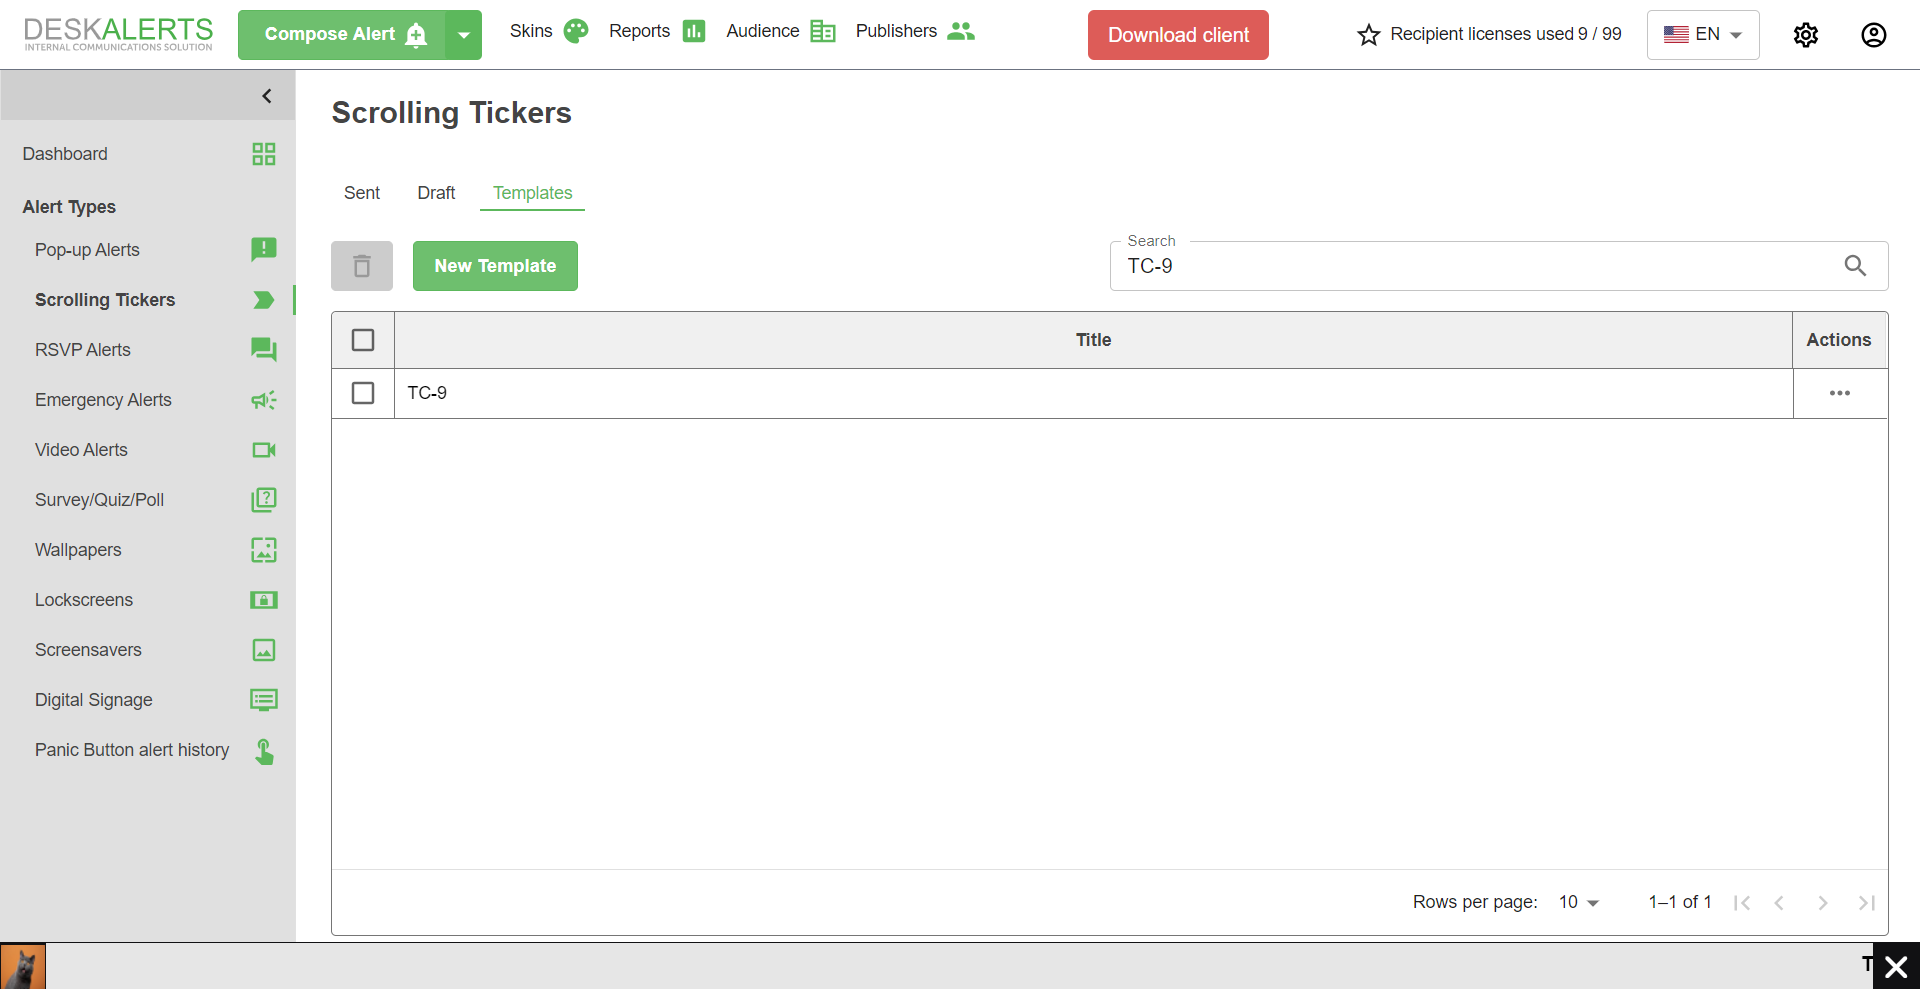 DESKALERTS
INTERNAL COMMUNICATIONS SOLUTION
Compose Alert
Skins
Reports
Audience
Publishers
Download client
Recipient licenses used 9 / 99
EN
Dashboard
Alert Types
Pop-up Alerts
Scrolling Tickers
RSVP Alerts
Emergency Alerts
Video Alerts
Survey/Quiz/Poll
Wallpapers
Lockscreens
Screensavers
Digital Signage
Panic Button alert history
Scrolling Tickers
Sent
Draft
Templates
New Template
Search
TC-9
Title
Actions
TC-9
Rows per page:
10
1–1 of 1
T